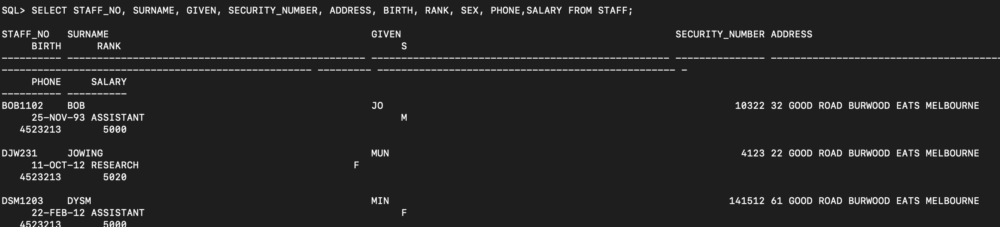 SQL> SELECT STAFF_NO, SURNAME, GIVEN, SECURITY_NUMBER, ADDRESS, BIRTH, RANK, SEX, PHONE,SALARY FROM STAFF;
STAFF_NO SURNAME GIVEN SECURITY_NUMBER ADDRESS
BIRTH RANK S
---------- -------------------------------------------------- -------------------------------------------------- --------------- ---------------------------------------
---------------------------------------------------- --------- -------------------------------------------------- -
PHONE SALARY
---------- ----------
BOB1102 BOB JO 10322 32 GOOD ROAD BURWOOD EATS MELBOURNE
25-NOV-93 ASSISTANT M
4523213 5000
DJW231 JOWING MUN 4123 22 GOOD ROAD BURWOOD EATS MELBOURNE
11-OCT-12 RESEARCH F
4523213 5020
DSM1203 DYSM MIN 141512 61 GOOD ROAD BURWOOD EATS MELBOURNE
22-FEB-12 ASSISTANT F
4523213 5000